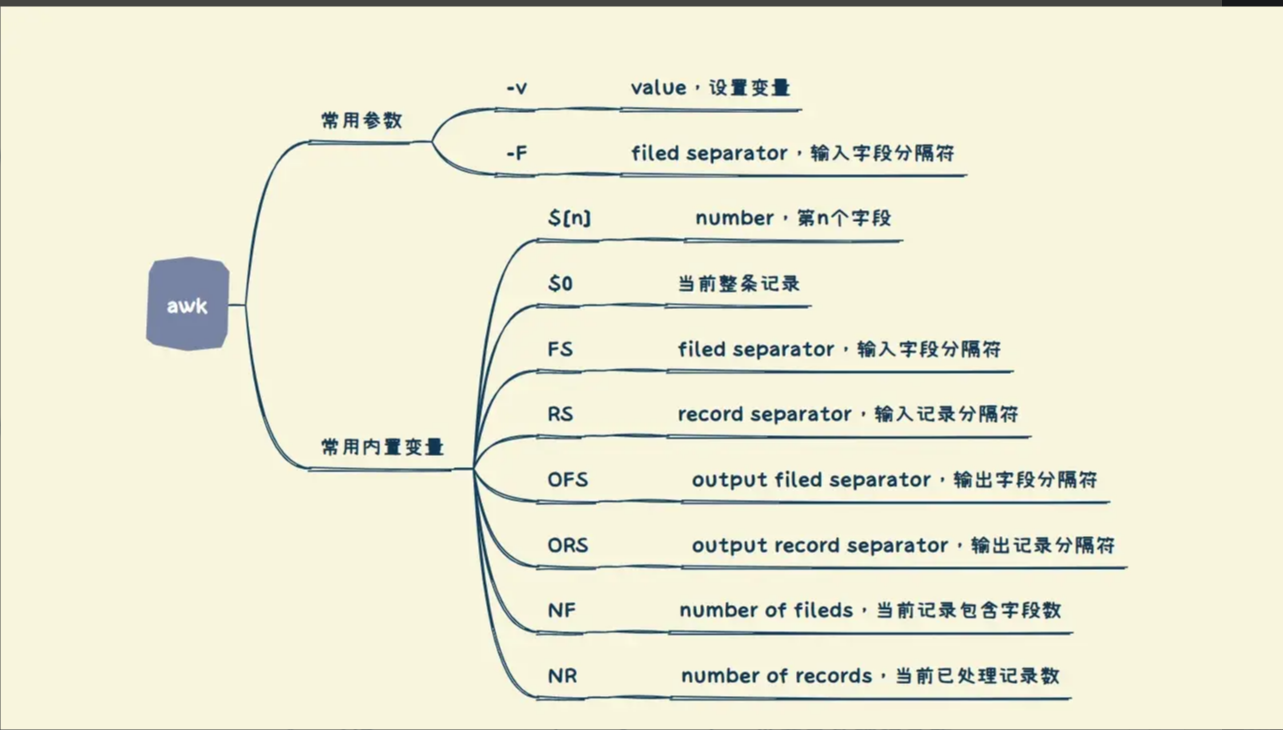 -v value，设置变量
常用参数
-F filed separator，输入字段分隔符
$[n] number，第n个字段
$0 当前整条记录
awk
FS filed separator，输入字段分隔符
RS record separator，输入记录分隔符
常用内置变量
OFS output filed separator，输出字段分隔符
ORS output record separator，输出记录分隔符
NF number of fileds，当前记录包含字段数
NR number of records，当前已处理记录数